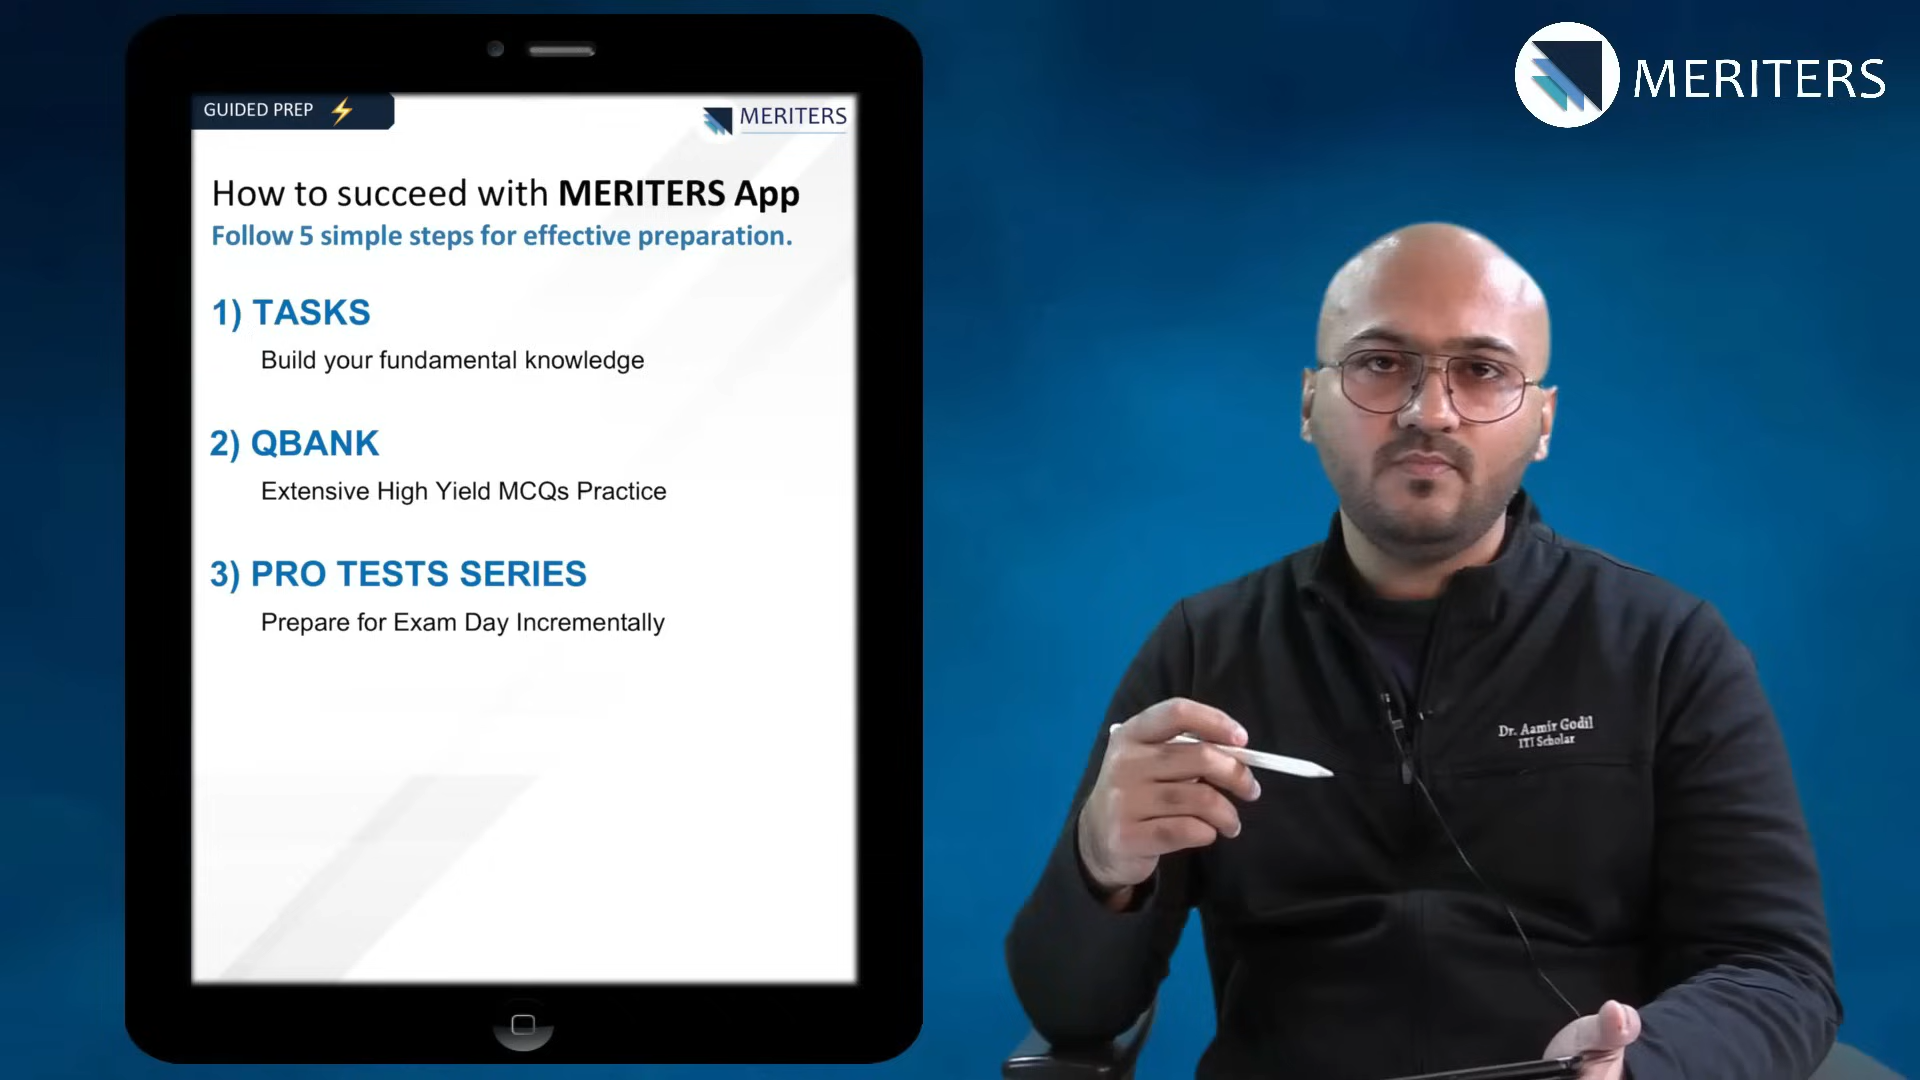 GUIDED PREP
MERITERS
How to succeed with MERITERS App
Follow 5 simple steps for effective preparation.
1) TASKS
Build your fundamental knowledge
2) QBANK
Extensive High Yield MCQs Practice
3) PRO TESTS SERIES
Prepare for Exam Day Incrementally
MERITERS
Dr. Aamir Godil
ITI Scholar